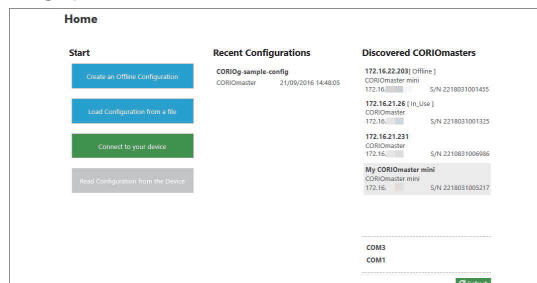 Home
Start
Create an Offline Configuration
Load Configuration from a file
Connect to your device
Read Configuration from the Device
Recent Configurations
CORIOg-sample-config
CORIOmaster 21/09/2016 14:48:05
Discovered CORIOmasters
172.16.22.203[ Offline ]
CORIOmaster mini
172.16. S/N 2218031001455
172.16.21.26 [ In_Use ]
CORIOmaster
172.16. S/N 2218031001325
172.16.21.231
CORIOmaster
172.16. S/N 2210831006986
My CORIOmaster mini
CORIOmaster mini
172.16. S/N 2218031005217
COM3
COM1